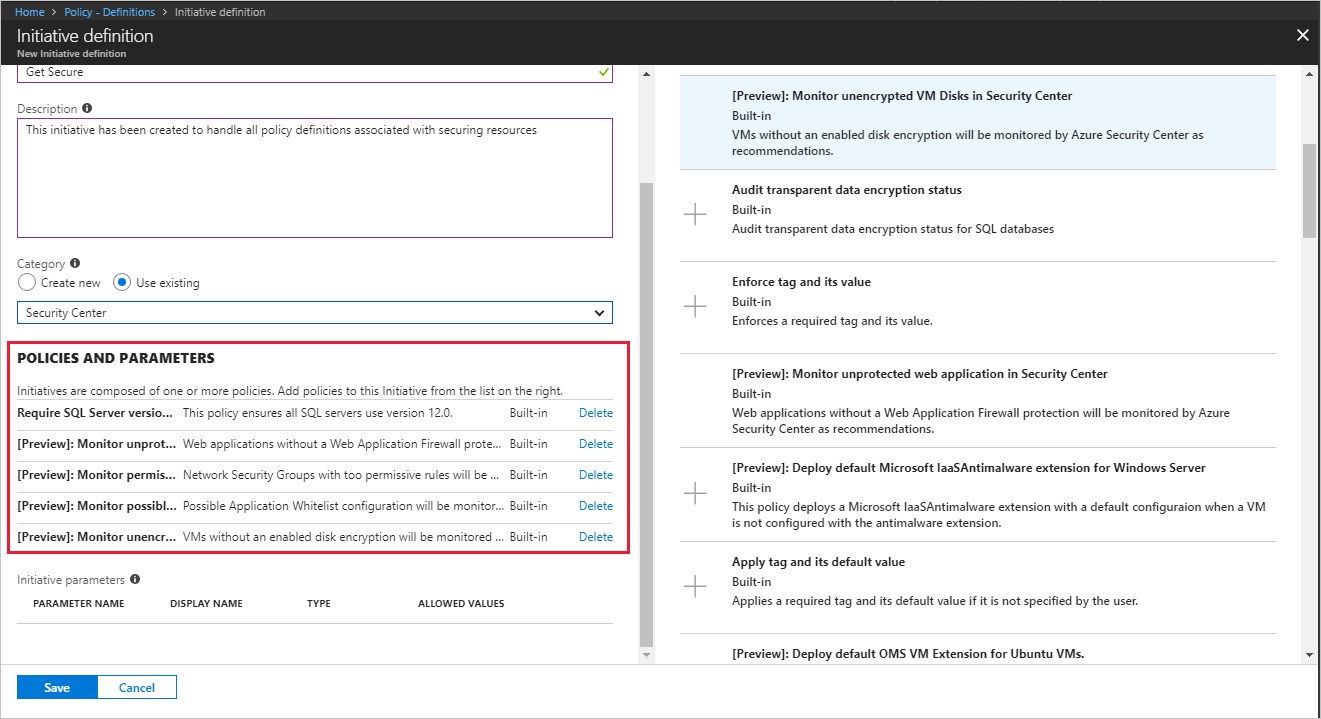 Home > Policy - Definitions > Initiative definition
Initiative definition
New Initiative definition
Get Secure
Description
This initiative has been created to handle all policy definitions associated with securing resources
Category
Create new Use existing
Security Center
POLICIES AND PARAMETERS
Initiatives are composed of one or more policies. Add policies to this Initiative from the list on the right.
Require SQL Server versio... This policy ensures all SQL servers use version 12.0. Built-in Delete
[Preview]: Monitor unprot... Web applications without a Web Application Firewall prote... Built-in Delete
[Preview]: Monitor permis... Network Security Groups with too permissive rules will be ... Built-in Delete
[Preview]: Monitor possibl... Possible Application Whitelist configuration will be monitor... Built-in Delete
[Preview]: Monitor unencr... VMs without an enabled disk encryption will be monitored ... Built-in Delete
Initiative parameters
PARAMETER NAME DISPLAY NAME TYPE ALLOWED VALUES
Save Cancel
[Preview]: Monitor unencrypted VM Disks in Security Center
Built-in
VMs without an enabled disk encryption will be monitored by Azure Security Center as
recommendations.
Audit transparent data encryption status
Built-in
Audit transparent data encryption status for SQL databases
Enforce tag and its value
Built-in
Enforces a required tag and its value.
[Preview]: Monitor unprotected web application in Security Center
Built-in
Web applications without a Web Application Firewall protection will be monitored by Azure
Security Center as recommendations.
[Preview]: Deploy default Microsoft IaaSAntimalware extension for Windows Server
Built-in
This policy deploys a Microsoft IaaSAntimalware extension with a default configuraion when a VM
is not configured with the antimalware extension.
Apply tag and its default value
Built-in
Applies a required tag and its default value if it is not specified by the user.
[Preview]: Deploy default OMS VM Extension for Ubuntu VMs.